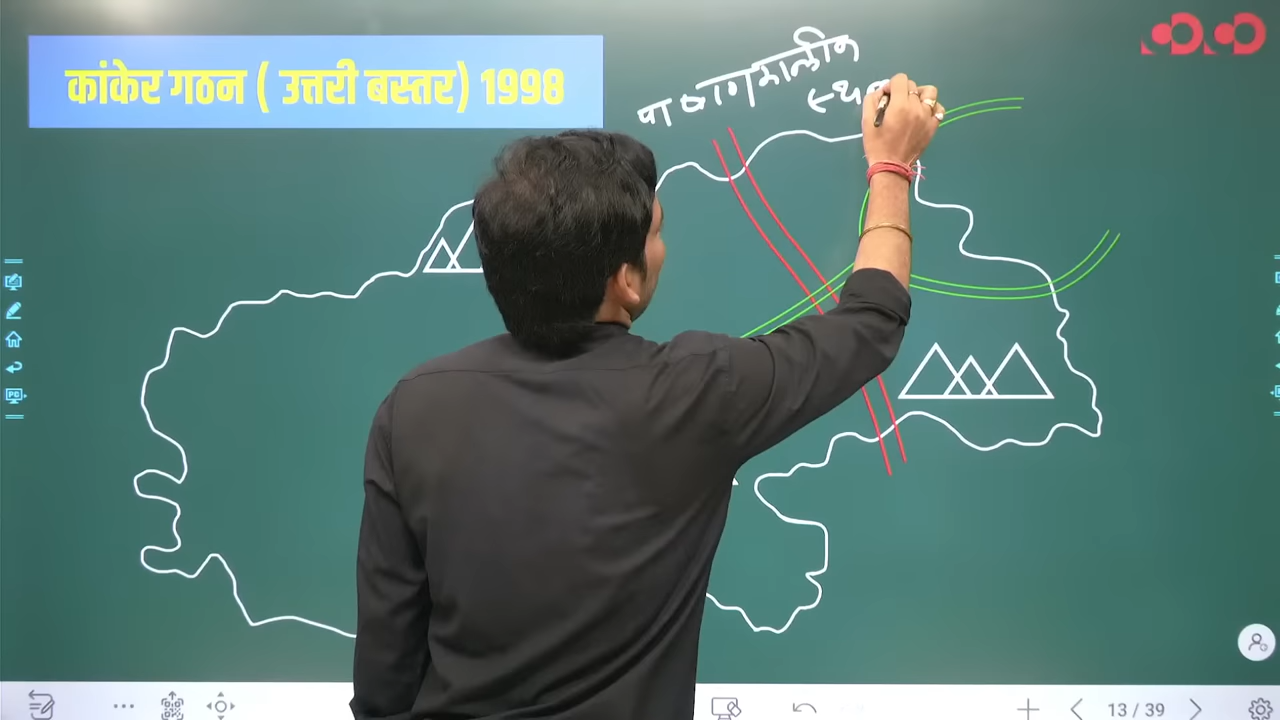 कांकेर गठन ( उत्तरी बस्तर) 1998
पाषाणकालीन
13 / 39